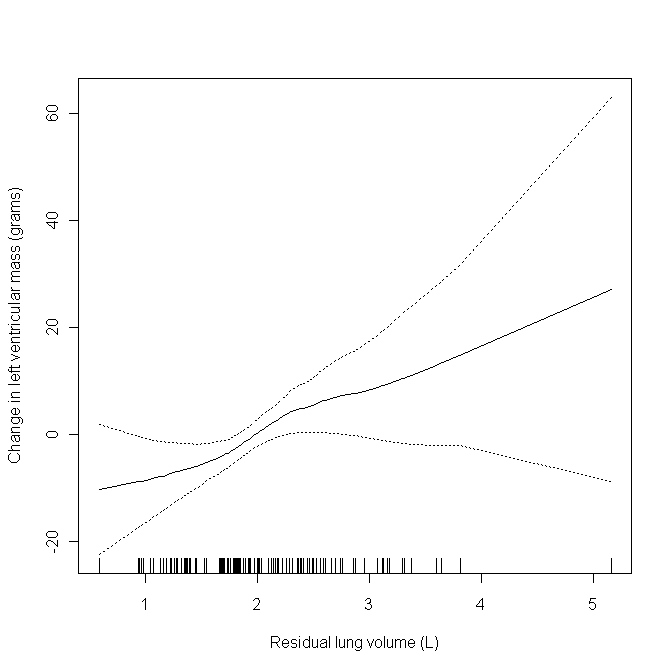 Change in left ventricular mass (grams)
60
40
20
0
-20
1 2 3 4 5
Residual lung volume (L)